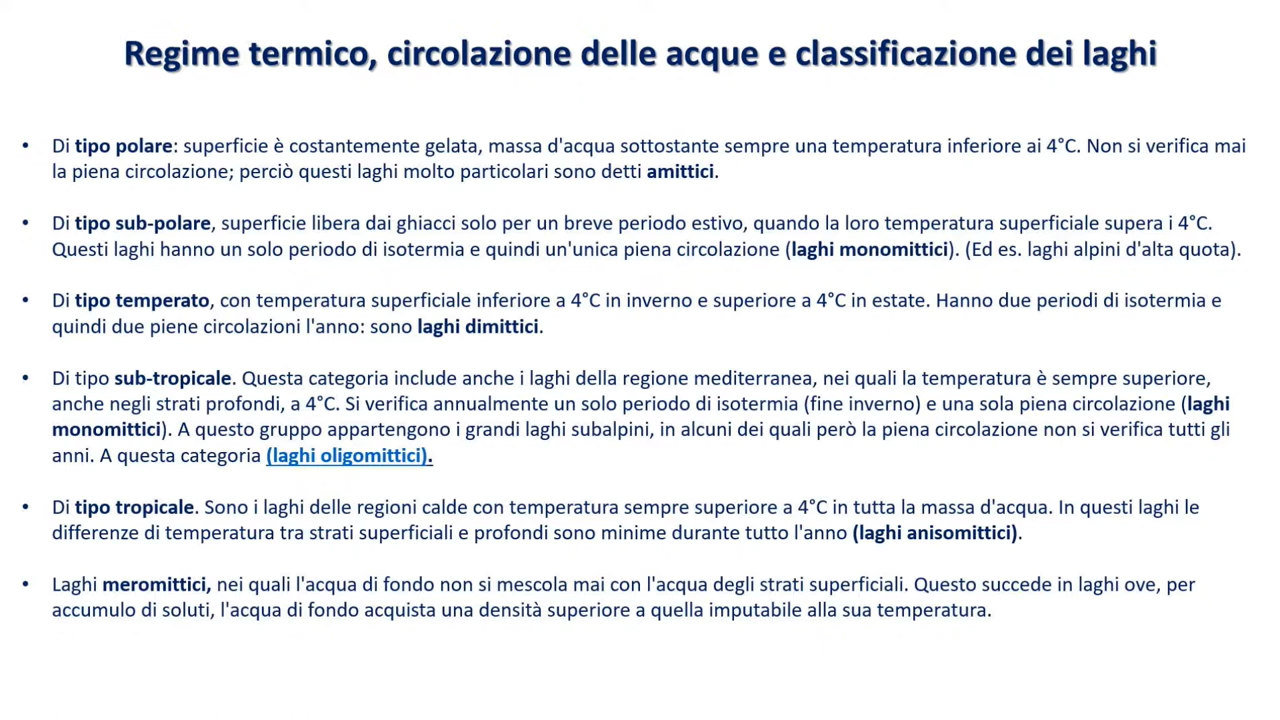 Regime termico, circolazione delle acque e classificazione dei laghi
• Di tipo polare: superficie è costantemente gelata, massa d'acqua sottostante sempre una temperatura inferiore ai 4°C. Non si verifica mai
la piena circolazione; perciò questi laghi molto particolari sono detti amittici.
• Di tipo sub-polare, superficie libera dai ghiacci solo per un breve periodo estivo, quando la loro temperatura superficiale supera i 4°C.
Questi laghi hanno un solo periodo di isotermia e quindi un'unica piena circolazione (laghi monomittici). (Ed es. laghi alpini d'alta quota).
• Di tipo temperato, con temperatura superficiale inferiore a 4°C in inverno e superiore a 4°C in estate. Hanno due periodi di isotermia e
quindi due piene circolazioni l'anno: sono laghi dimittici.
• Di tipo sub-tropicale. Questa categoria include anche i laghi della regione mediterranea, nei quali la temperatura è sempre superiore,
anche negli strati profondi, a 4°C. Si verifica annualmente un solo periodo di isotermia (fine inverno) e una sola piena circolazione (laghi
monomittici). A questo gruppo appartengono i grandi laghi subalpini, in alcuni dei quali però la piena circolazione non si verifica tutti gli
anni. A questa categoria (laghi oligomittici).
• Di tipo tropicale. Sono i laghi delle regioni calde con temperatura sempre superiore a 4°C in tutta la massa d'acqua. In questi laghi le
differenze di temperatura tra strati superficiali e profondi sono minime durante tutto l'anno (laghi anisomittici).
• Laghi meromittici, nei quali l'acqua di fondo non si mescola mai con l'acqua degli strati superficiali. Questo succede in laghi ove, per
accumulo di soluti, l'acqua di fondo acquista una densità superiore a quella imputabile alla sua temperatura.